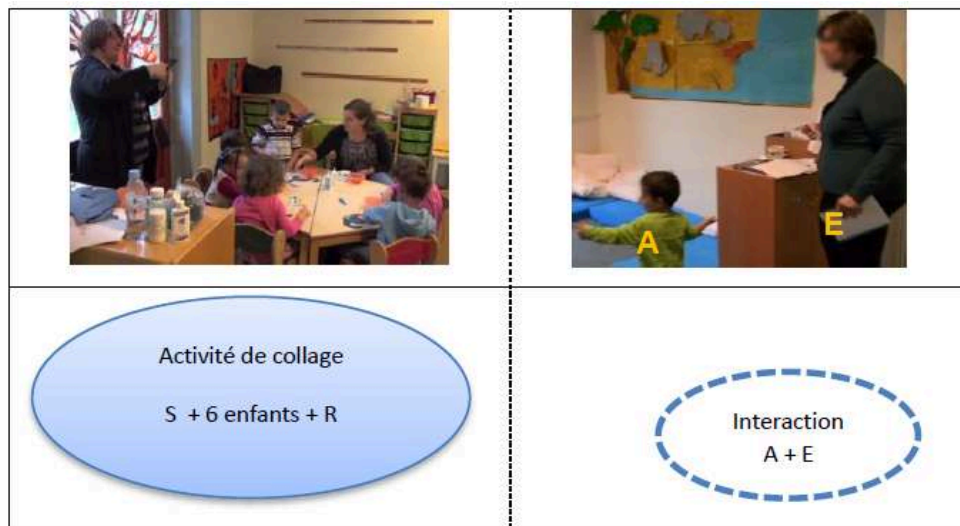 A
E
Activité de collage
S + 6 enfants + R
Interaction
A + E